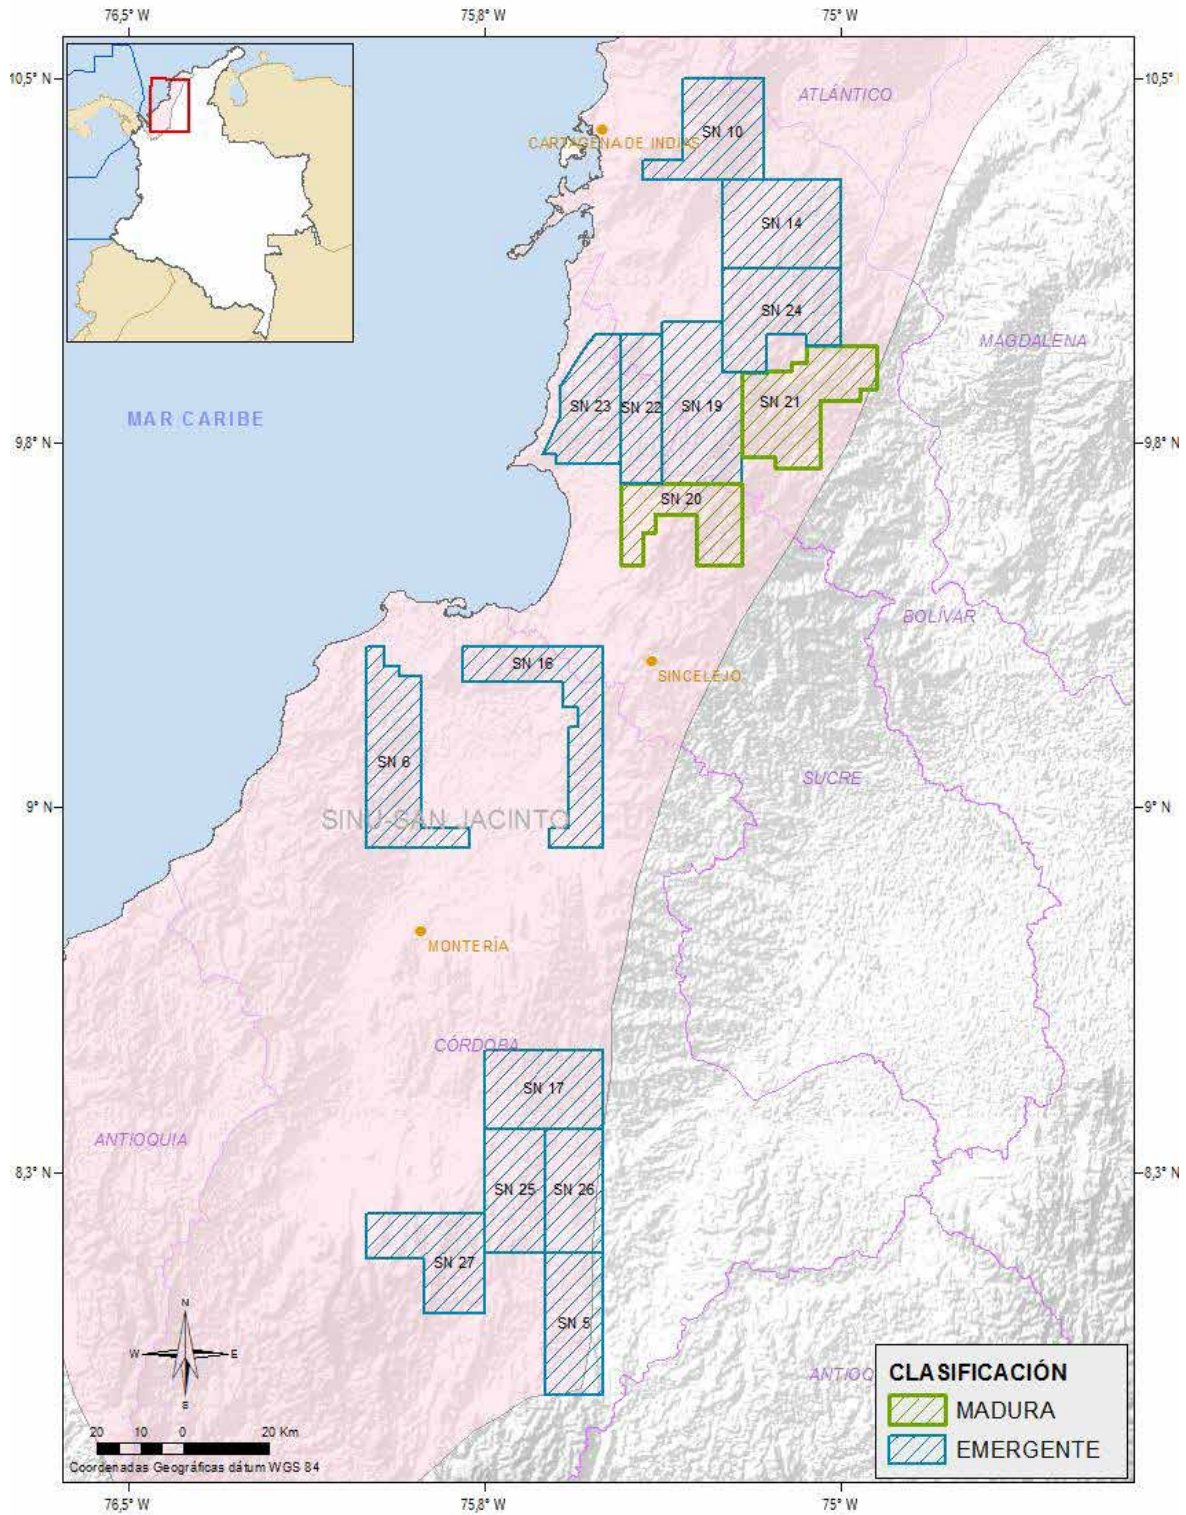 76,5° W 75,8° W 75° W
10,5° N 10,5°
ATLÁNTICO
SN 10
CARTAGENA DE INDIAS
SN 14
SN 24
MAGDALENA
SN 23 SN 22 SN 19 SN 21
MAR CARIBE
9,8° N 9,8° N
SN 20
BOLÍVAR
SN 16
SINCELEJO
SN 6
SUCRE
9° N 9° N
SINU-SAN JACINTO
MONTERÍA
CÓRDOBA
SN 17
ANTIOQUIA
8,3° N 8,3° N
SN 25 SN 26
SN 27
N
SN 5
W E
S
ANTIOQ
CLASIFICACIÓN
MADURA
EMERGENTE
20 10 0 20 Km
Coordenadas Geográficas dátum WGS 84
76,5° W 75,8° W 75° W